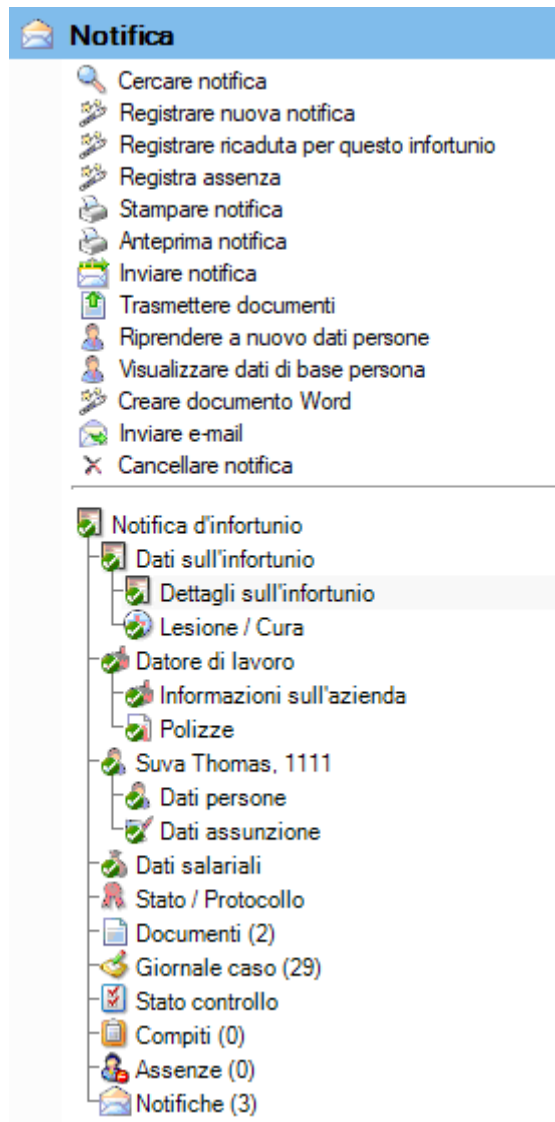 Notifica
Cercare notifica
Registrare nuova notifica
Registrare ricaduta per questo infortunio
Registra assenza
Stampare notifica
Anteprima notifica
Inviare notifica
Trasmettere documenti
Riprendere a nuovo dati persone
Visualizzare dati di base persona
Creare documento Word
Inviare e-mail
Cancellare notifica
Notifica d'infortunio
Dati sull'infortunio
Dettagli sull'infortunio
Lesione / Cura
Datore di lavoro
Informazioni sull'azienda
Polizze
Suva Thomas, 1111
Dati persone
Dati assunzione
Dati salariali
Stato / Protocollo
Documenti (2)
Giornale caso (29)
Stato controllo
Compiti (0)
Assenze (0)
Notifiche (3)